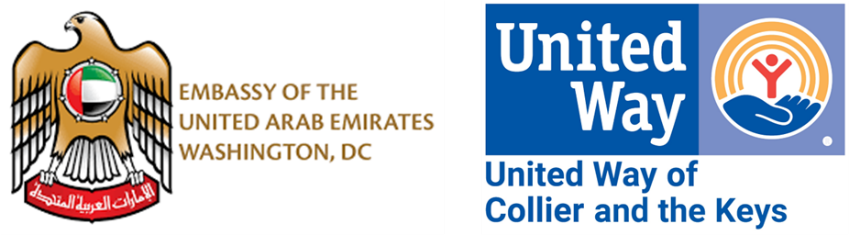 EMBASSY OF THE
UNITED ARAB EMIRATES
WASHINGTON, DC
الإمارات العربية المتحدة
United
Way
United Way of
Collier and the Keys